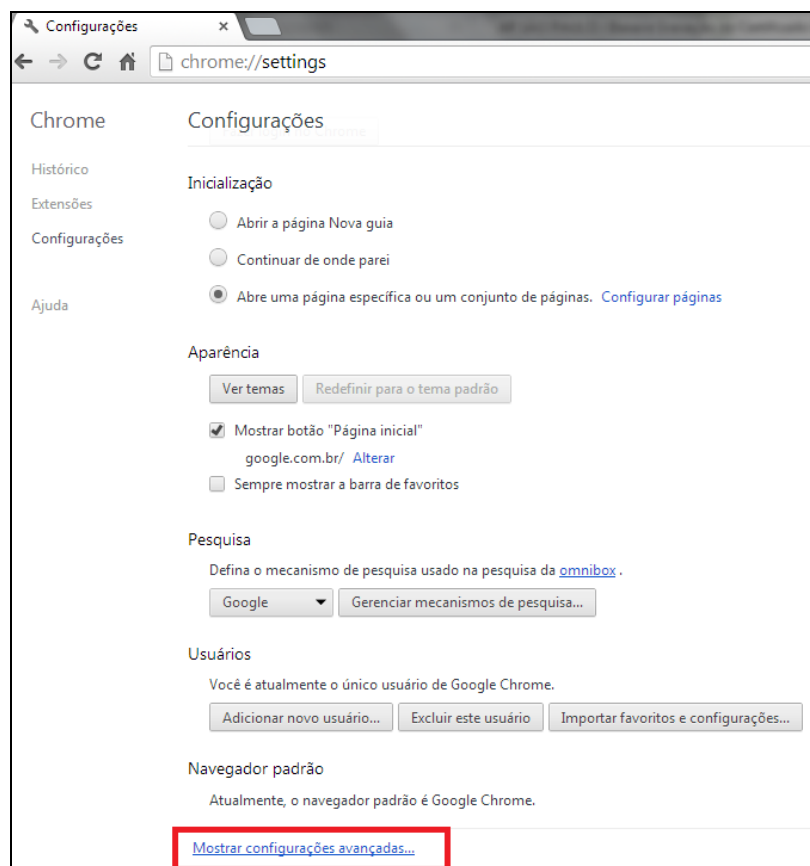 Configurações ×
chrome://settings
Chrome
Configurações
Histórico
Extensões
Configurações
Ajuda
Inicialização
Abrir a página Nova guia
Continuar de onde parei
Abre uma página específica ou um conjunto de páginas. Configurar páginas
Aparência
Ver temas Redefinir para o tema padrão
Mostrar botão "Página inicial"
google.com.br/ Alterar
Sempre mostrar a barra de favoritos
Pesquisa
Defina o mecanismo de pesquisa usado na pesquisa da omnibox .
Google Gerenciar mecanismos de pesquisa...
Usuários
Você é atualmente o único usuário de Google Chrome.
Adicionar novo usuário... Excluir este usuário Importar favoritos e configurações...
Navegador padrão
Atualmente, o navegador padrão é Google Chrome.
Mostrar configurações avançadas...